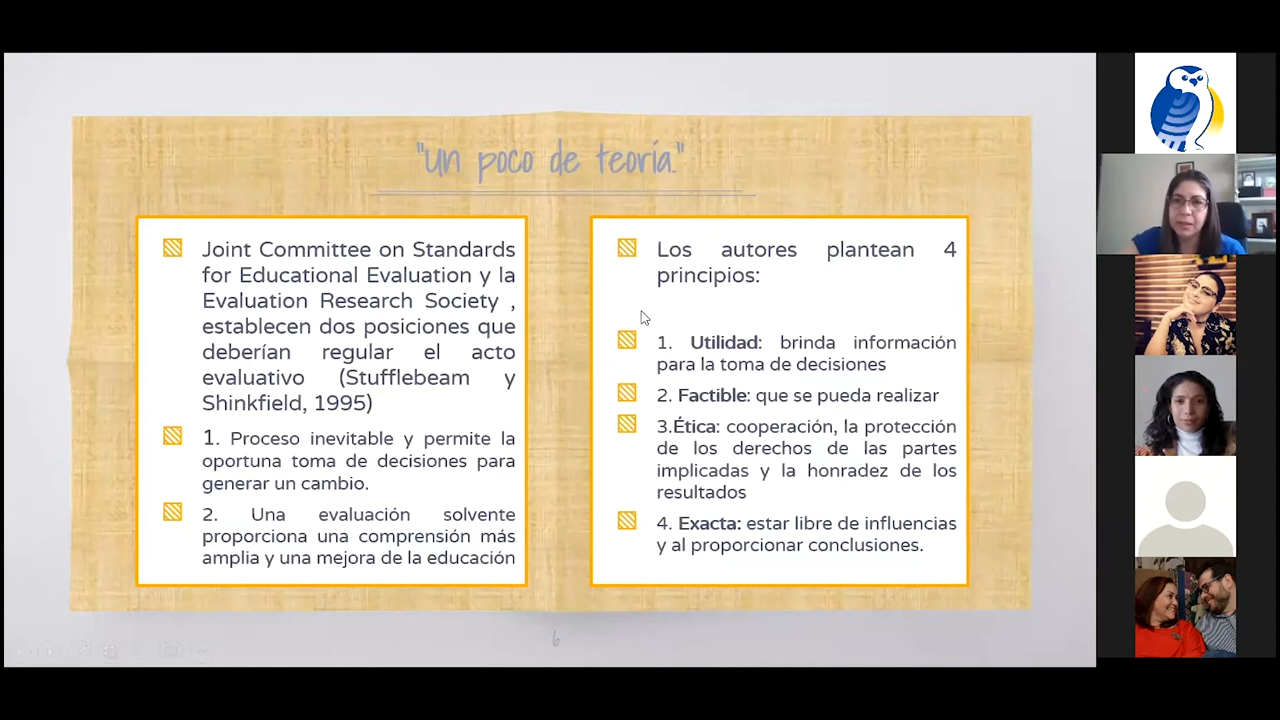 "un poco de teoría."
Joint Committee on Standards
for Educational Evaluation y la
Evaluation Research Society ,
establecen dos posiciones que
deberían regular el acto
evaluativo (Stufflebeam y
Shinkfield, 1995)
1. Proceso inevitable y permite la
oportuna toma de decisiones para
generar un cambio.
2. Una evaluación solvente
proporciona una comprensión más
amplia y una mejora de la educación
Los autores plantean 4
principios:
1. Utilidad: brinda información
para la toma de decisiones
2. Factible: que se pueda realizar
3.Ética: cooperación, la protección
de los derechos de las partes
implicadas y la honradez de los
resultados
4. Exacta: estar libre de influencias
y al proporcionar conclusiones.
6